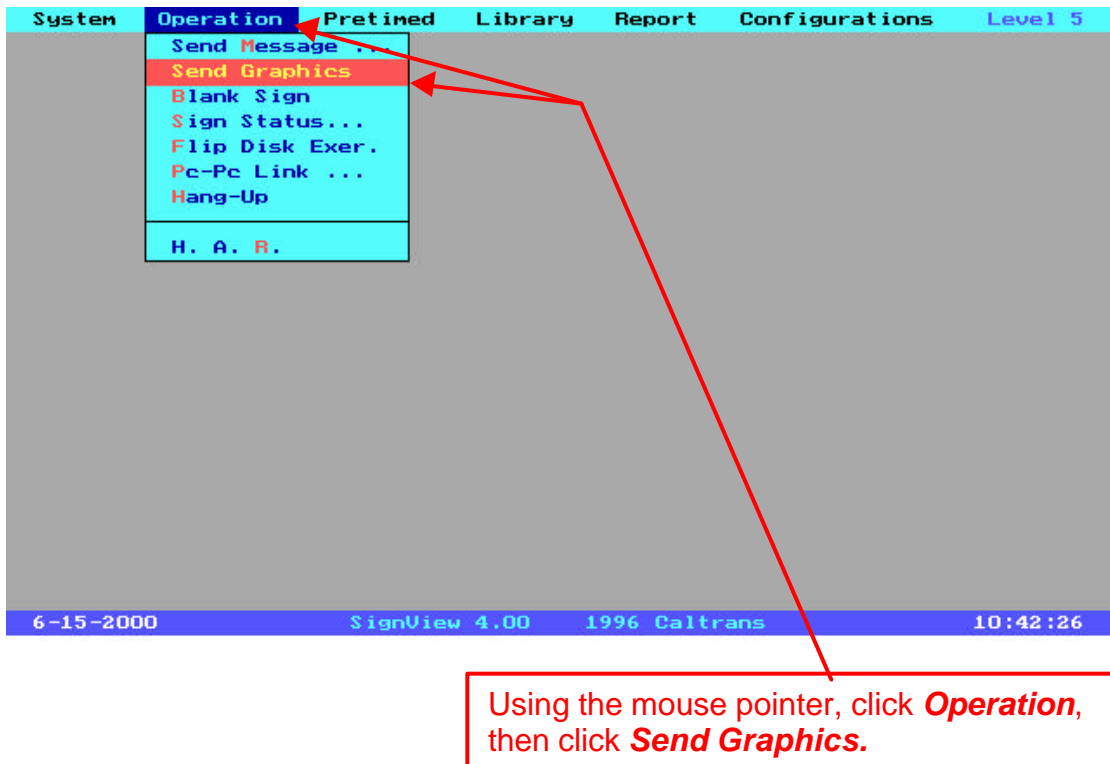 System Operation Pretimed Library Report Configurations Level 5
Send Message ...
Send Graphics
Blank Sign
Sign Status...
Flip Disk Exer.
Pc-Pc Link ...
Hang-Up
H. A. R.
6-15-2000 SignView 4.00 1996 Caltrans 10:42:26
Using the mouse pointer, click Operation,
then click Send Graphics.